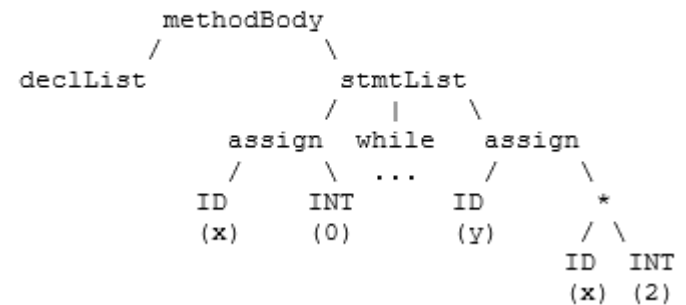 methodBody
/ \
declList stmtList
/ | \
assign while assign
/ \ ... / \
ID INT ID *
(x) (0) (y) / \
ID INT
(x) (2)